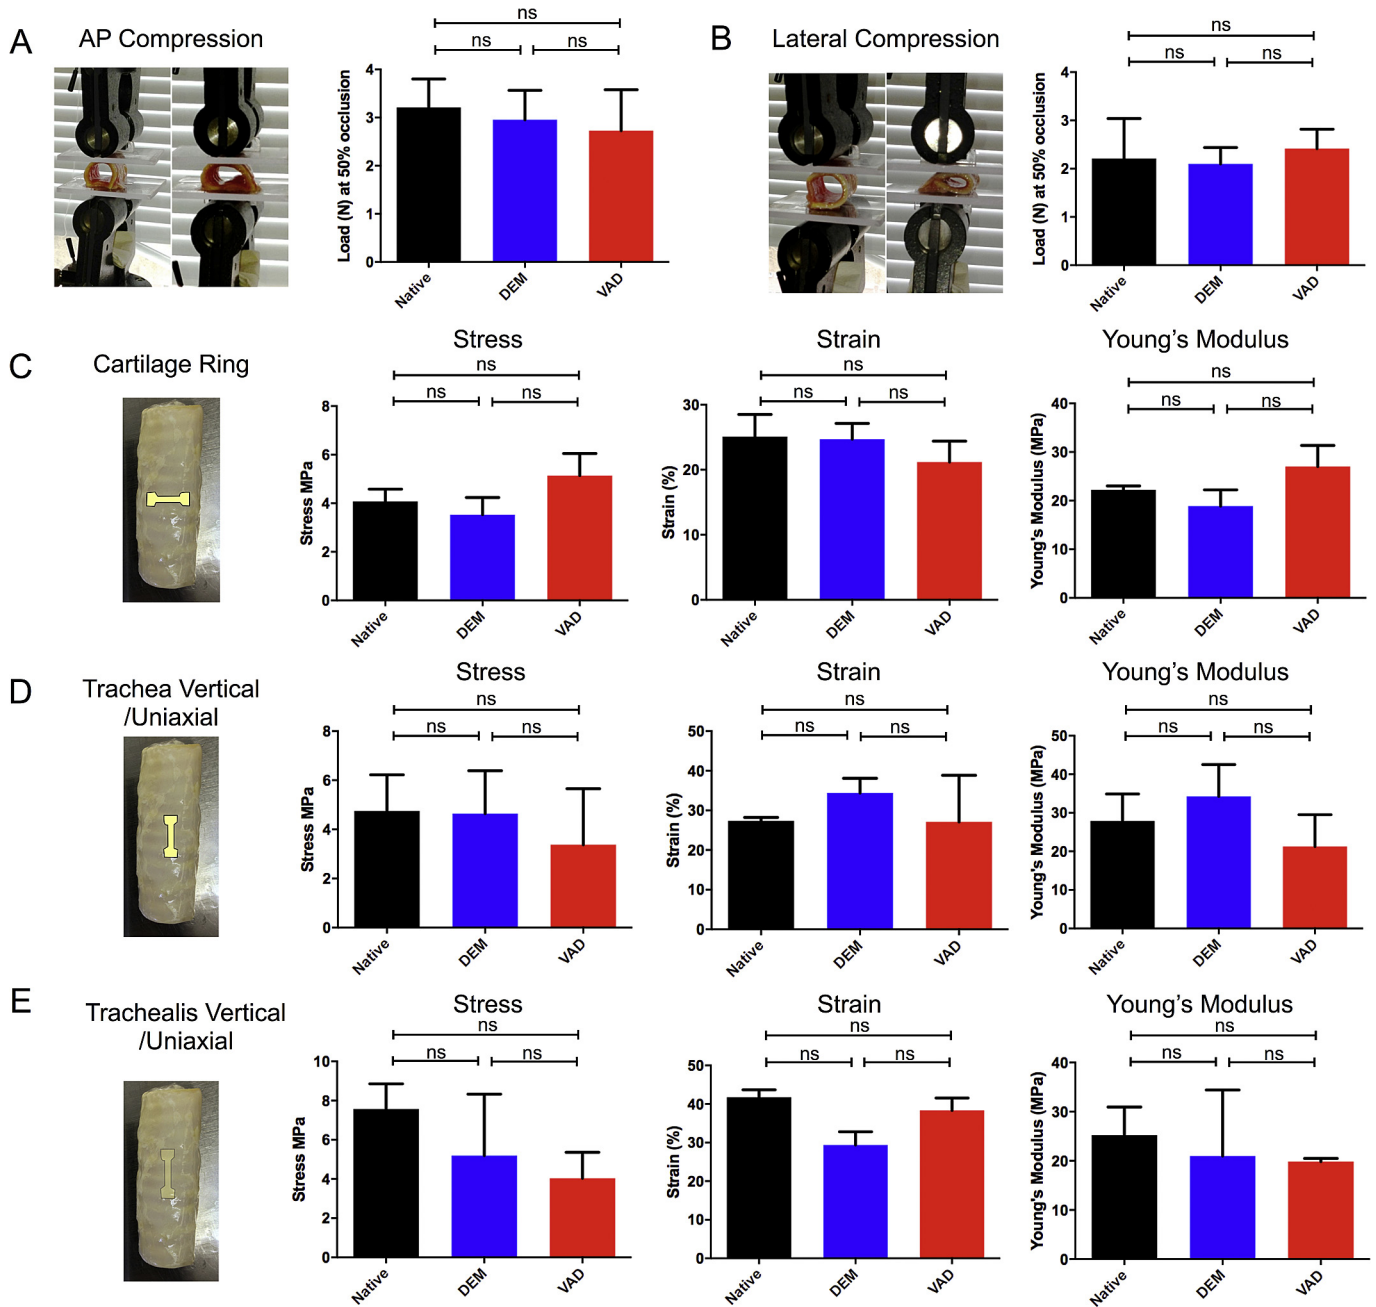 A
AP Compression
ns
ns
ns
Load (N) at 50% occlusion
4
3
2
1
0
Native
DEM
VAD
B
Lateral Compression
ns
ns
ns
Load (N) at 50% occlusion
4
3
2
1
0
Native
DEM
VAD
C
Cartilage Ring
Stress
ns
ns
ns
Stress MPa
8
6
4
2
0
Native
DEM
VAD
Strain
ns
ns
ns
Strain (%)
30
20
10
0
Native
DEM
VAD
Young's Modulus
ns
ns
ns
Young's Modulus (MPa)
40
30
20
10
0
Native
DEM
VAD
D
Trachea Vertical
/Uniaxial
Stress
ns
ns
ns
Stress MPa
8
6
4
2
0
Native
DEM
VAD
Strain
ns
ns
ns
Strain (%)
50
40
30
20
10
0
Native
DEM
VAD
Young's Modulus
ns
ns
ns
Young's Modulus (MPa)
50
40
30
20
10
0
Native
DEM
VAD
E
Trachealis Vertical
/Uniaxial
Stress
ns
ns
ns
Stress MPa
10
8
6
4
2
0
Native
DEM
VAD
Strain
ns
ns
ns
Strain (%)
50
40
30
20
10
0
Native
DEM
VAD
Young's Modulus
ns
ns
ns
Young's Modulus (MPa)
40
30
20
10
0
Native
DEM
VAD